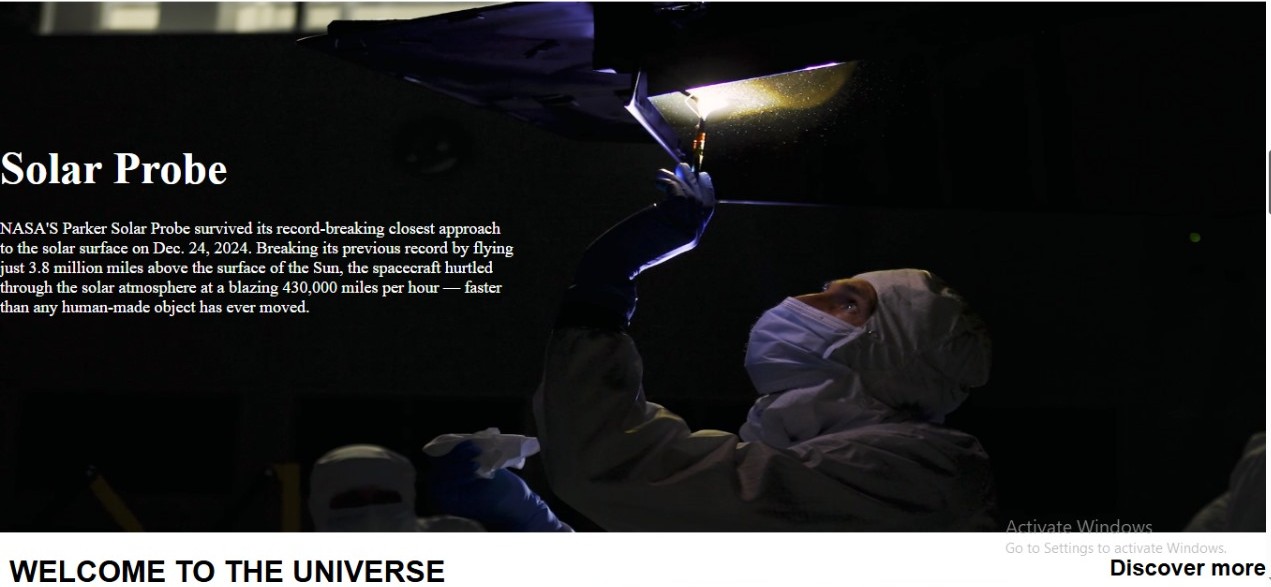 Solar Probe
NASA'S Parker Solar Probe survived its record-breaking closest approach
to the solar surface on Dec. 24, 2024. Breaking its previous record by flying
just 3.8 million miles above the surface of the Sun, the spacecraft hurtled
through the solar atmosphere at a blazing 430,000 miles per hour — faster
than any human-made object has ever moved.
Activate Windows
Go to Settings to activate Windows.
WELCOME TO THE UNIVERSE
Discover more